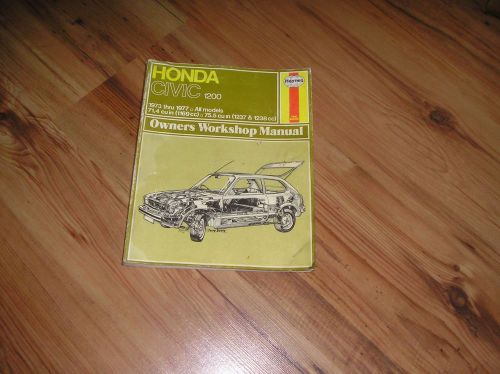 HONDA
CIVIC 1200
Haynes
1973 thru 1977 □ All models
71.4 cu in (1169 cc) □ 75.5 cu in (1237 & 1238 cc)
Owners Workshop Manual